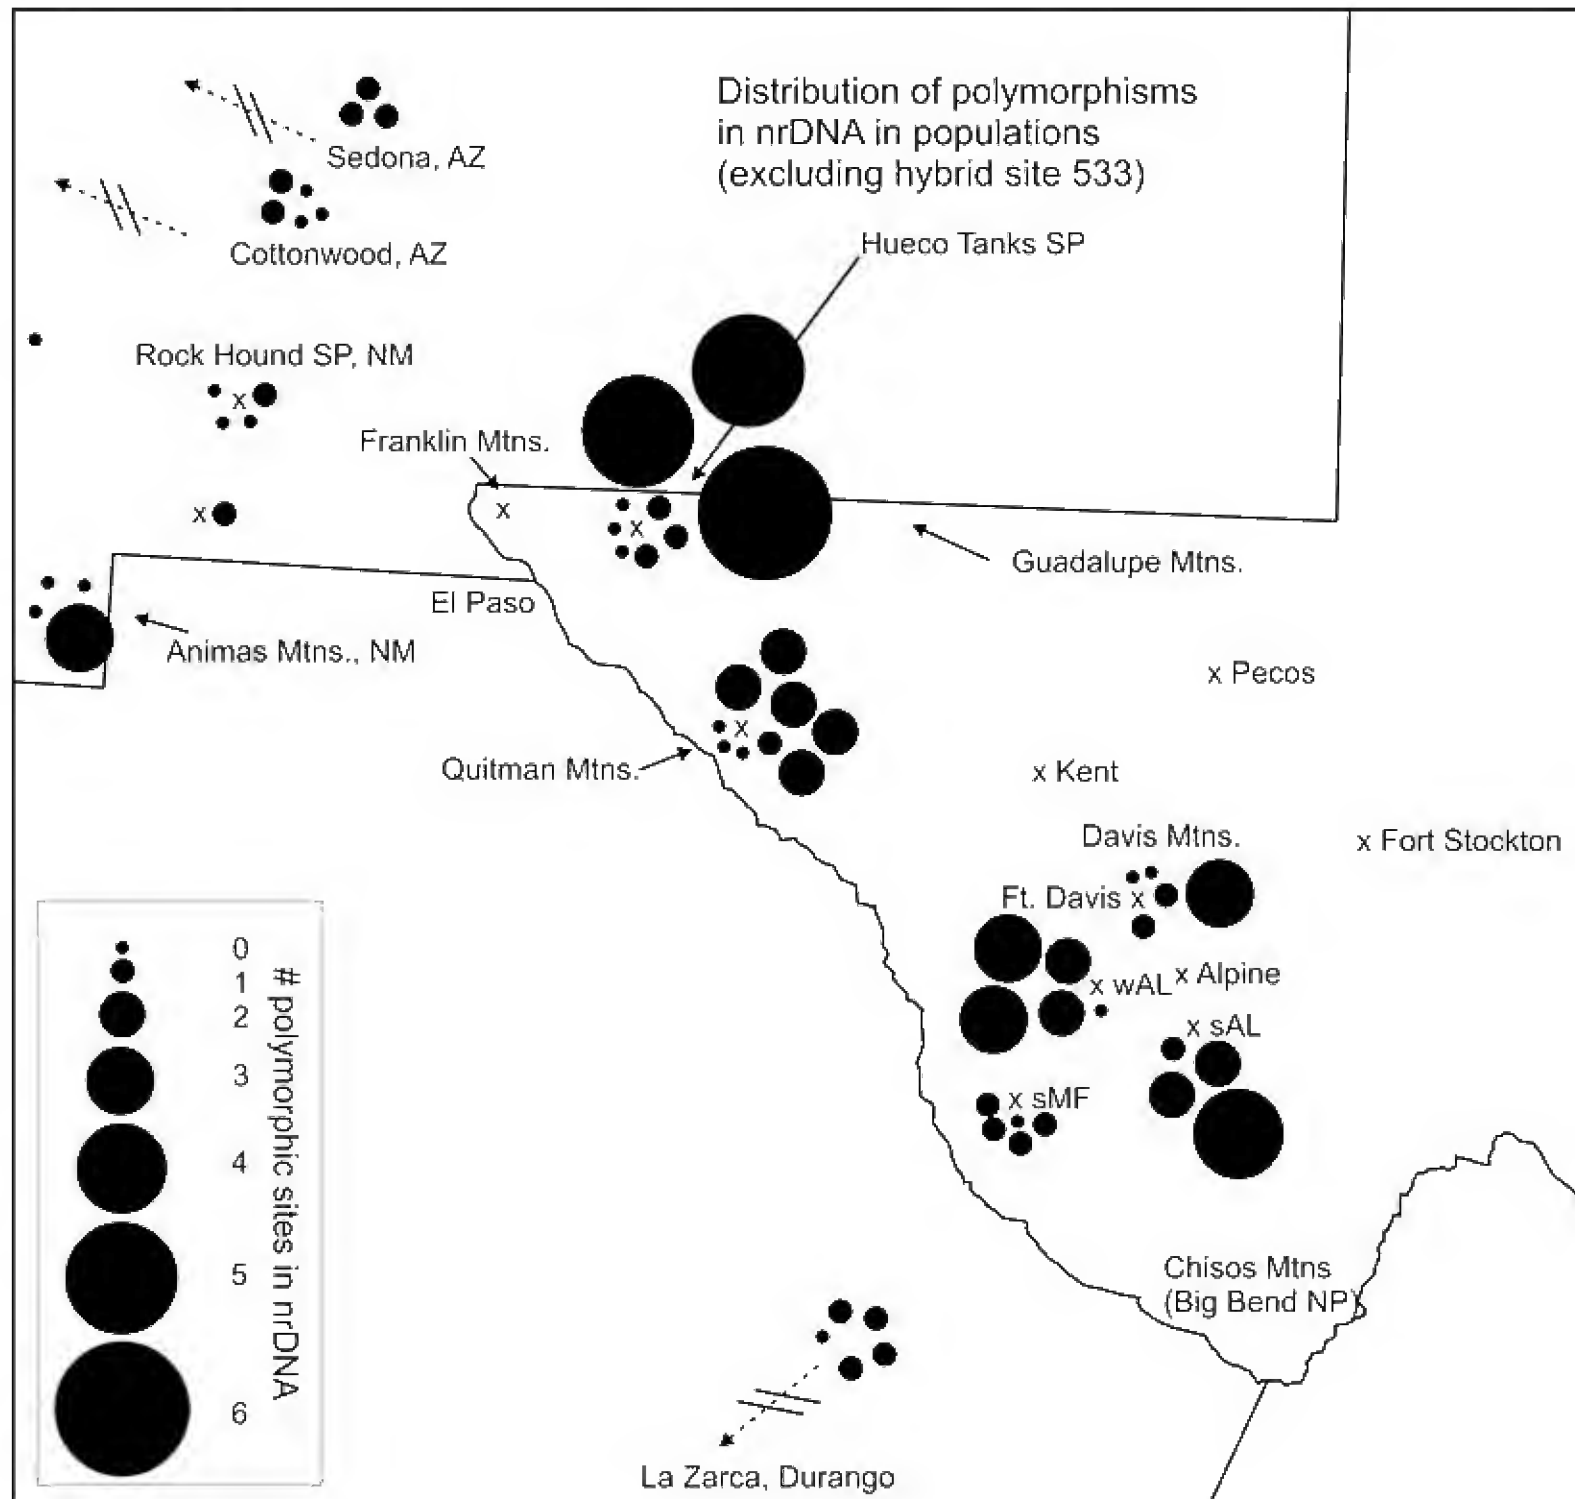 Distribution of polymorphisms
in nrDNA in populations
(excluding hybrid site 533)
Sedona, AZ
Cottonwood, AZ
Hueco Tanks SP
Rock Hound SP, NM
x
Franklin Mtns.
x
x
x
Guadalupe Mtns.
El Paso
Animas Mtns., NM
x Pecos
x
Quitman Mtns.
x Kent
Davis Mtns.
x Fort Stockton
Ft. Davis x
x wAL
x Alpine
x sAL
x sMF
Chisos Mtns
(Big Bend NP)
La Zarca, Durango
0
1
2
3
4
5
6
# polymorphic sites in nrDNA